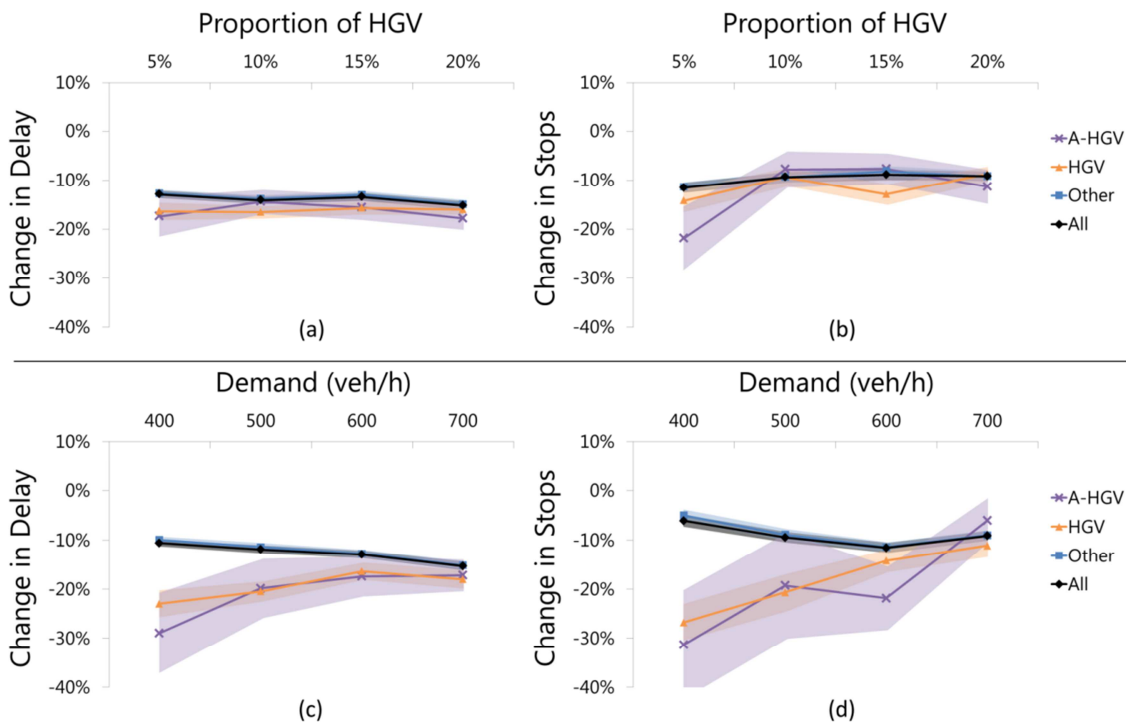 Proportion of HGV
5% 10% 15% 20%
10%
0%
-10%
-20%
-30%
-40%
Change in Delay
(a)
Proportion of HGV
5% 10% 15% 20%
10%
0%
-10%
-20%
-30%
-40%
Change in Stops
(b)
A-HGV
HGV
Other
All
Demand (veh/h)
400 500 600 700
10%
0%
-10%
-20%
-30%
-40%
Change in Delay
(c)
Demand (veh/h)
400 500 600 700
10%
0%
-10%
-20%
-30%
-40%
Change in Stops
(d)
A-HGV
HGV
Other
All